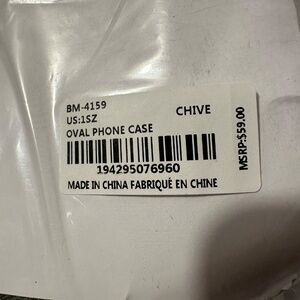 BM-4159
US:1SZ
CHIVE
OVAL PHONE CASE
194295076960
MADE IN CHINA FABRIQUÉ EN CHINE
MSRP:$59.00